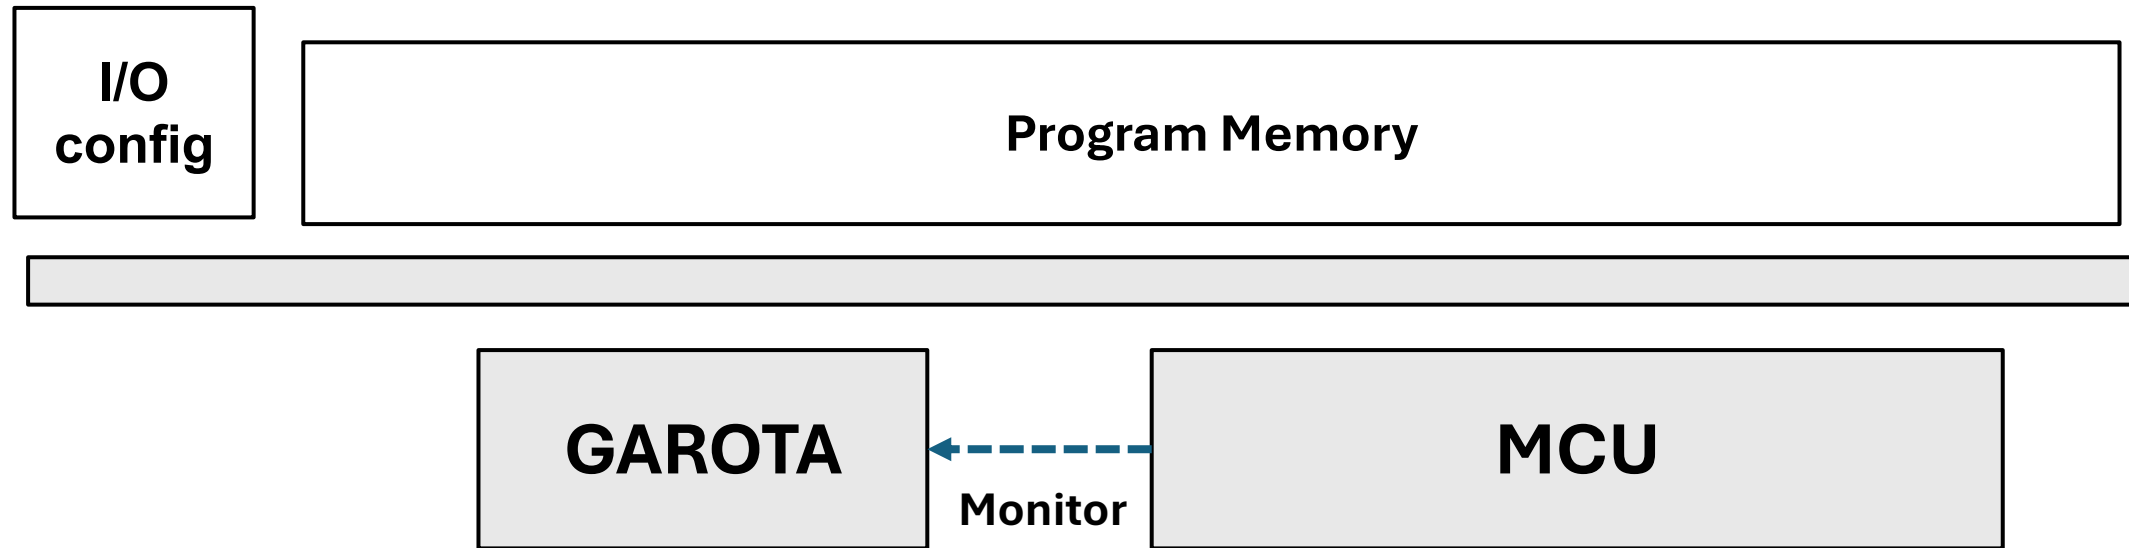 I/O
config
Program Memory
GAROTA
MCU
Monitor